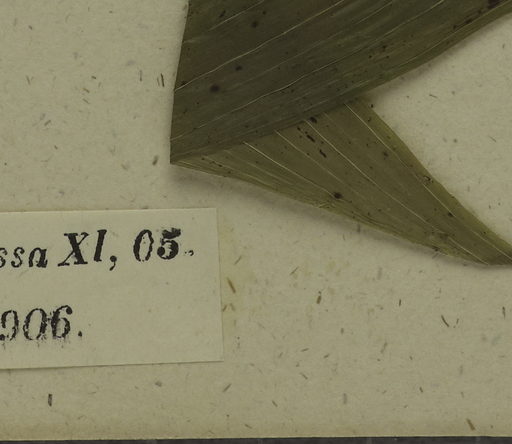 ssa XI, 05.
906.